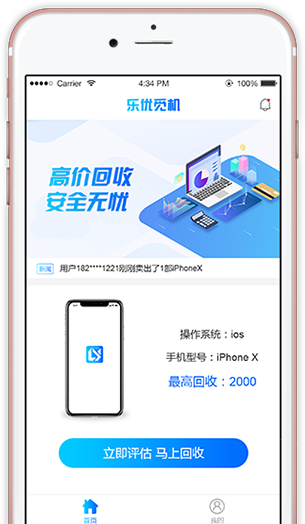 Carrier
4:34 PM
100%
乐优觅机
高价回收
安全无忧
新闻
用户182****1221刚刚卖出了1部iPhoneX
操作系统：ios
手机型号：iPhone X
最高回收：2000
立即评估 马上回收
首页
我的